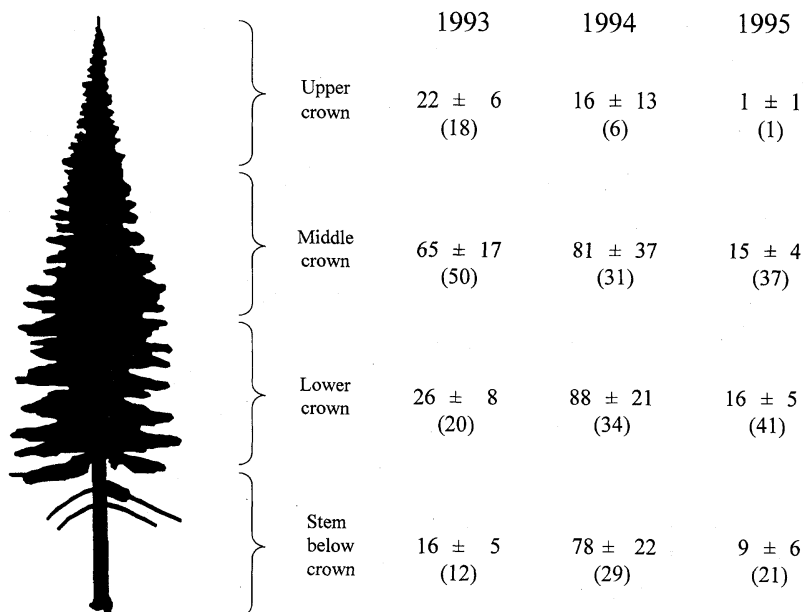 1993 1994 1995
Upper
crown
22 ± 6 16 ± 13 1 ± 1
(18) (6) (1)
Middle
crown
65 ± 17 81 ± 37 15 ± 4
(50) (31) (37)
Lower
crown
26 ± 8 88 ± 21 16 ± 5
(20) (34) (41)
Stem
below
crown
16 ± 5 78 ± 22 9 ± 6
(12) (29) (21)